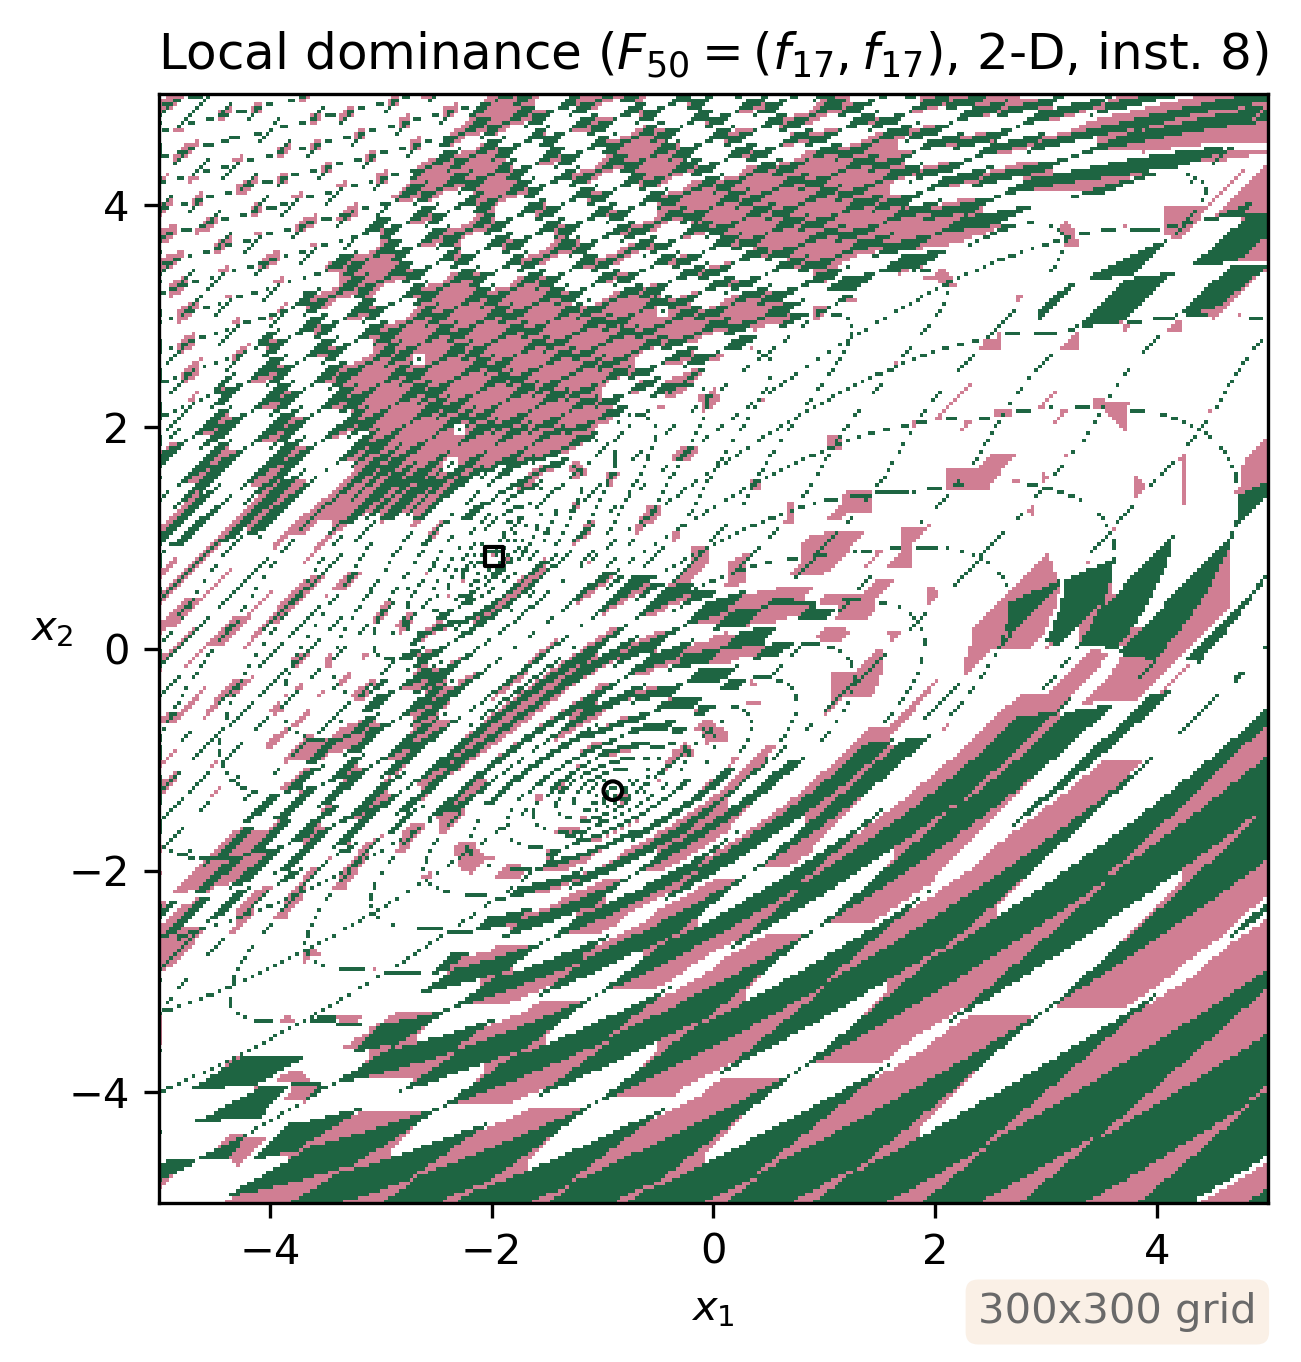 Local dominance (F₅₀ = (f₁₇, f₁₇), 2-D, inst. 8)
4
2
x₂
0
−2
−4
−4 −2 0 2 4
x₁
300x300 grid